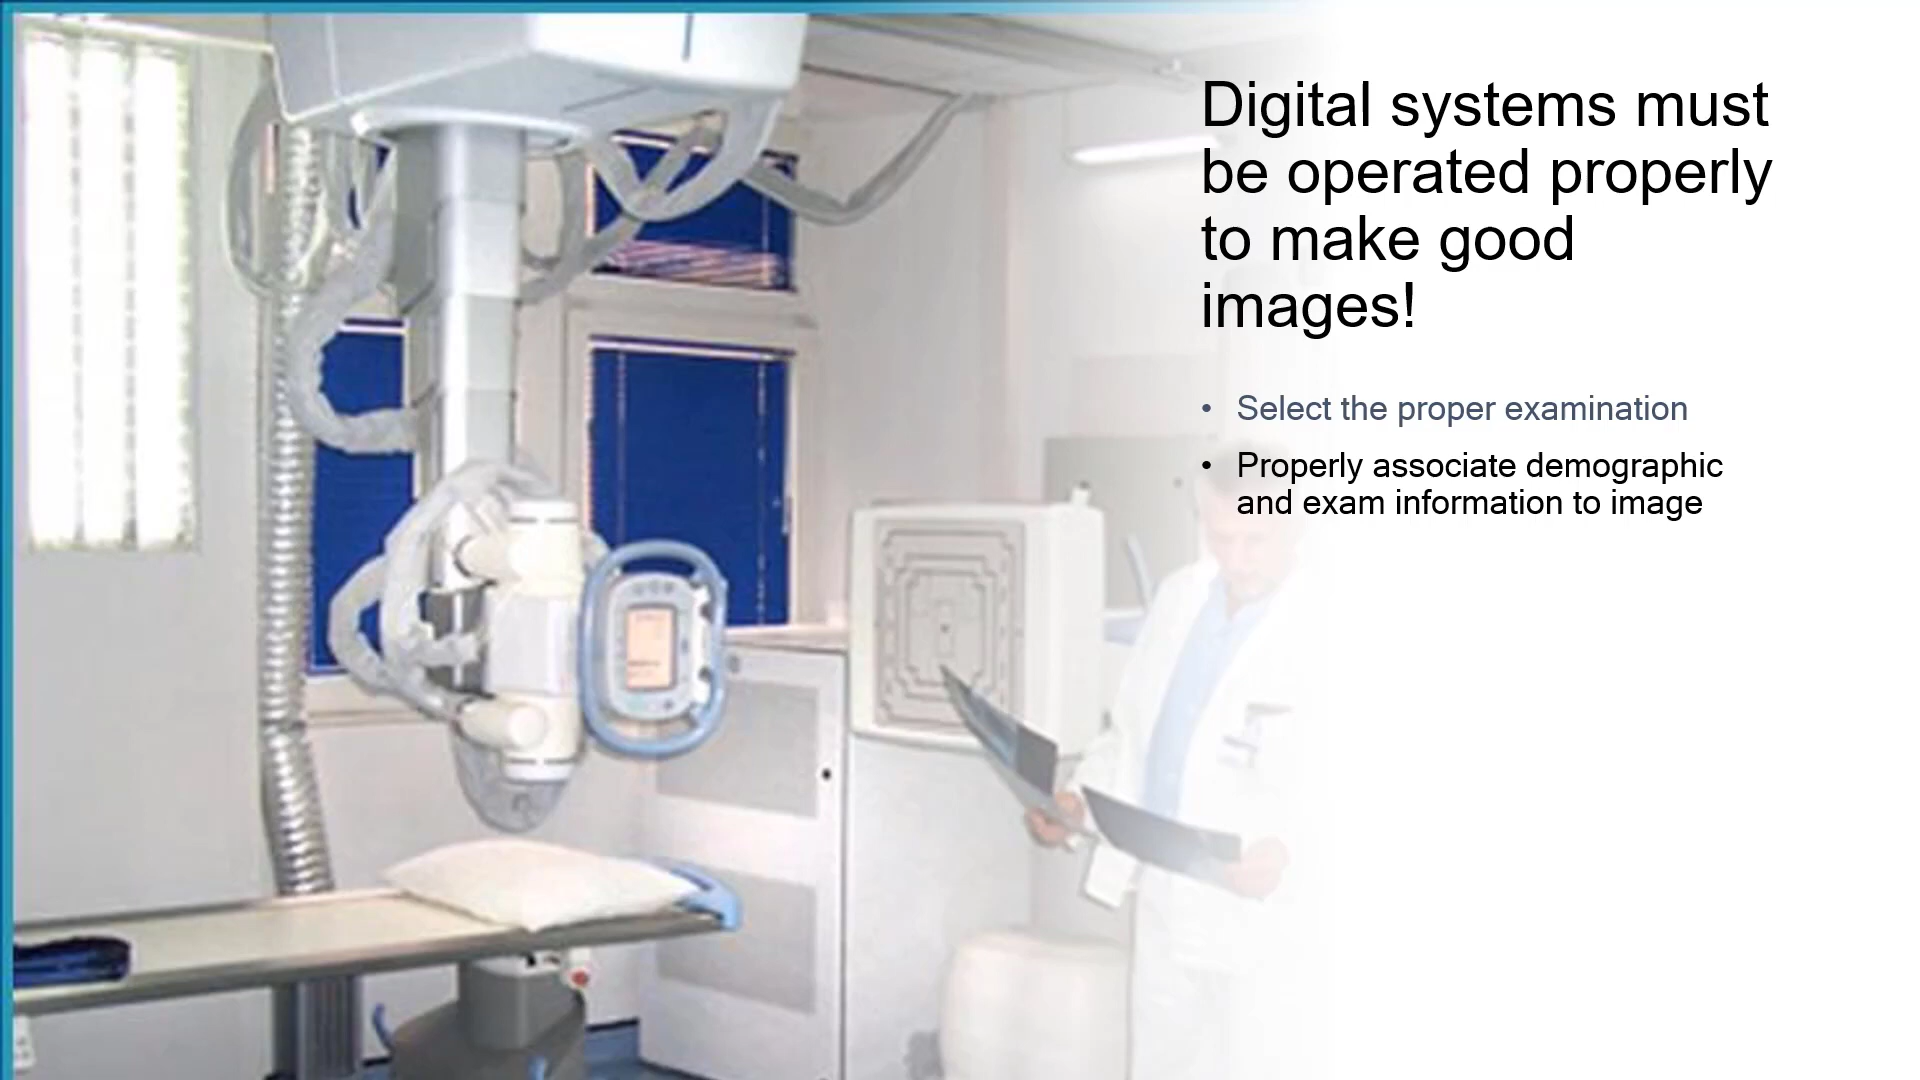 Digital systems must
be operated properly
to make good
images!
• Select the proper examination
• Properly associate demographic
and exam information to image